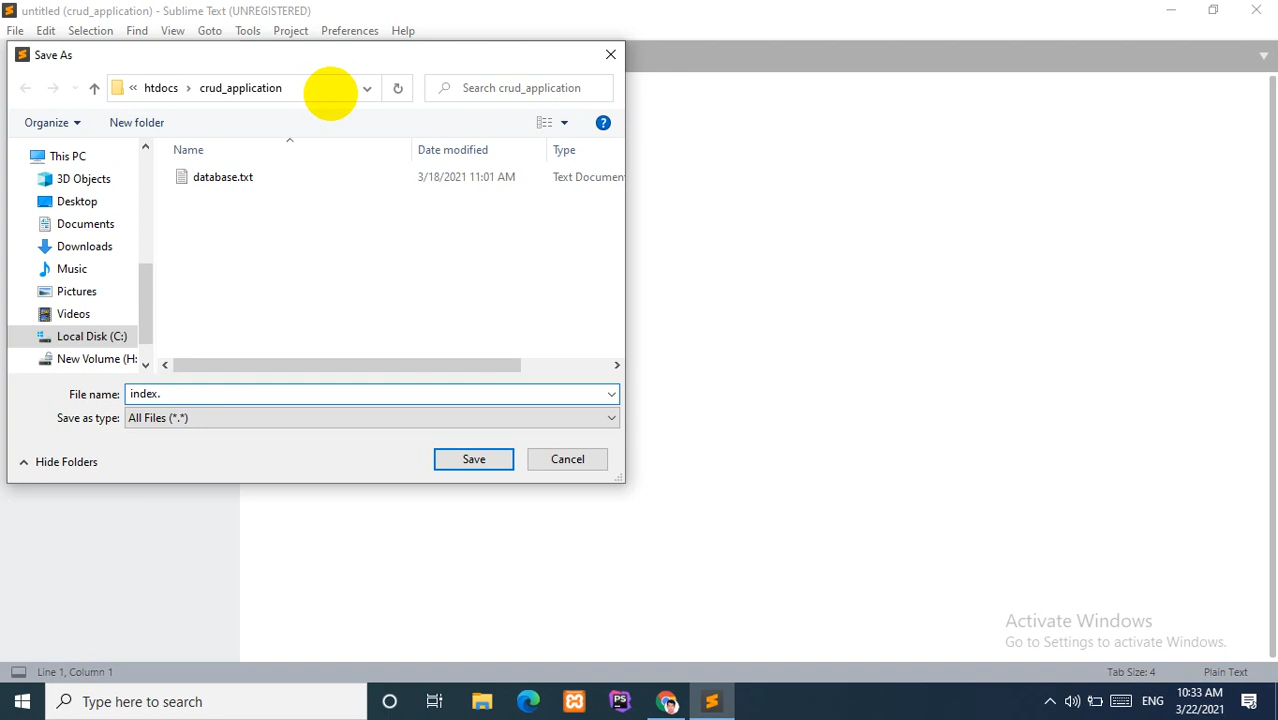 untitled (crud_application) - Sublime Text (UNREGISTERED)
File Edit Selection Find View Goto Tools Project Preferences Help
Save As
« htdocs › crud_application
Search crud_application
Organize New folder
Name Date modified Type
This PC
3D Objects
Desktop
Documents
Downloads
Music
Pictures
Videos
Local Disk (C:)
New Volume (H:
database.txt 3/18/2021 11:01 AM Text Documen
File name: index.
Save as type: All Files (*.*)
Hide Folders
Save Cancel
Activate Windows
Go to Settings to activate Windows.
Line 1, Column 1 Tab Size: 4 Plain Text
Type here to search
PS
ENG
10:33 AM
3/22/2021